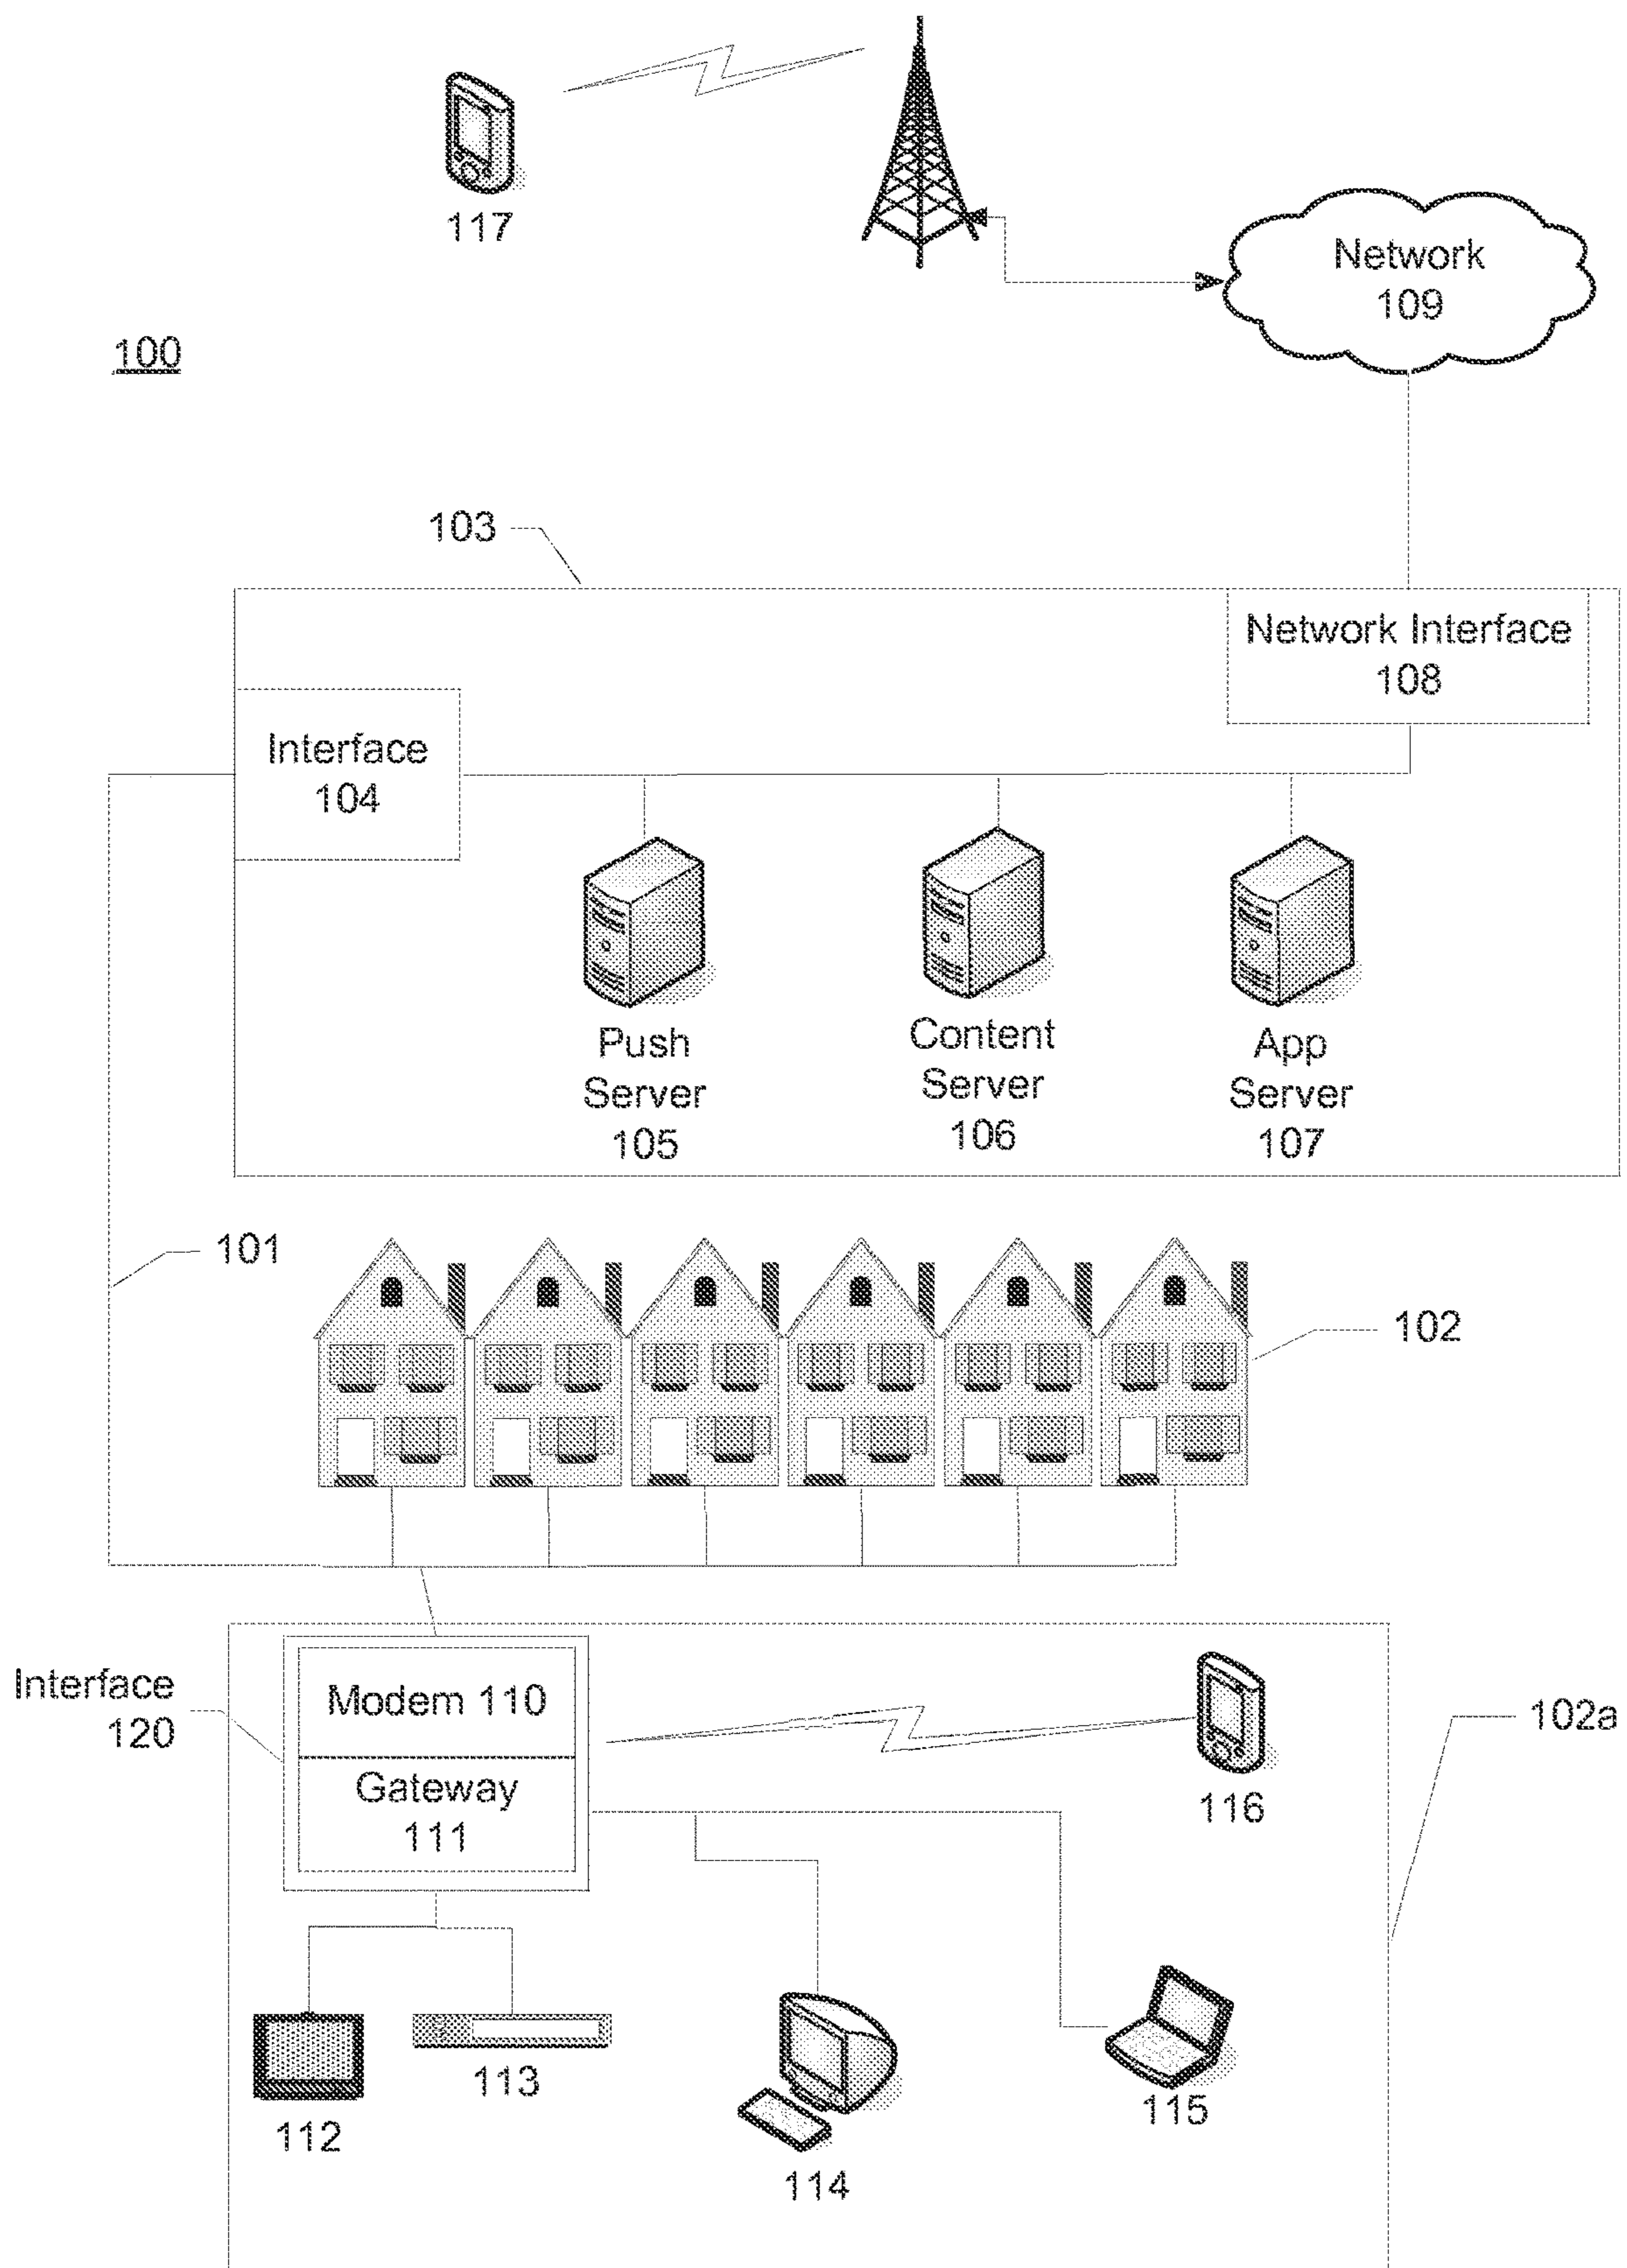 117
Network
109
100
103
Network Interface
108
Interface
104
Push
Server
105
Content
Server
106
App
Server
107
101
102
Interface
120
Modem 110
Gateway
111
116
102a
112
113
114
115